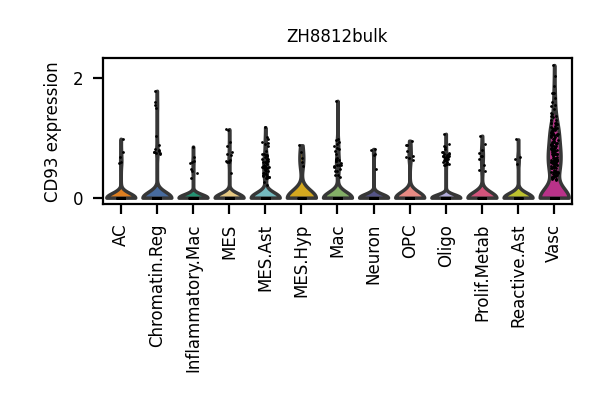 ZH8812bulk
CD93 expression
2
0
AC
Chromatin.Reg
Inflammatory.Mac
MES
MES.Ast
MES.Hyp
Mac
Neuron
OPC
Oligo
Prolif.Metab
Reactive.Ast
Vasc